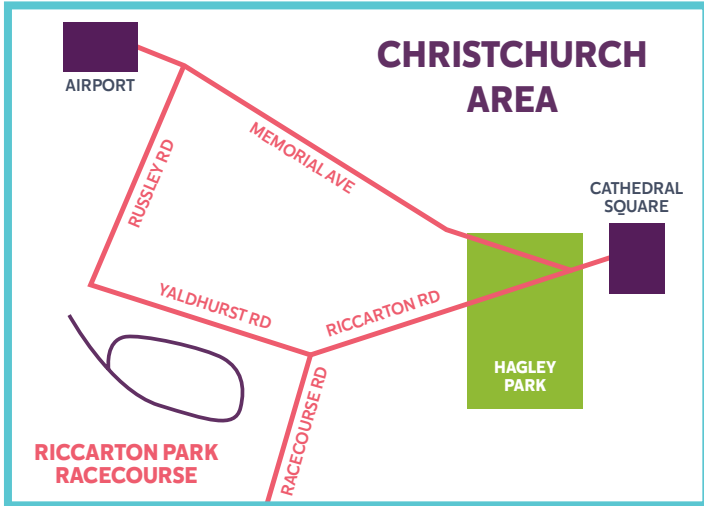 CHRISTCHURCH
AREA
AIRPORT
MEMORIAL AVE
RUSSLEY RD
CATHEDRAL
SQUARE
YALDHURST RD
RICCARTON RD
HAGLEY
PARK
RACECOURSE RD
RICCARTON PARK
RACECOURSE